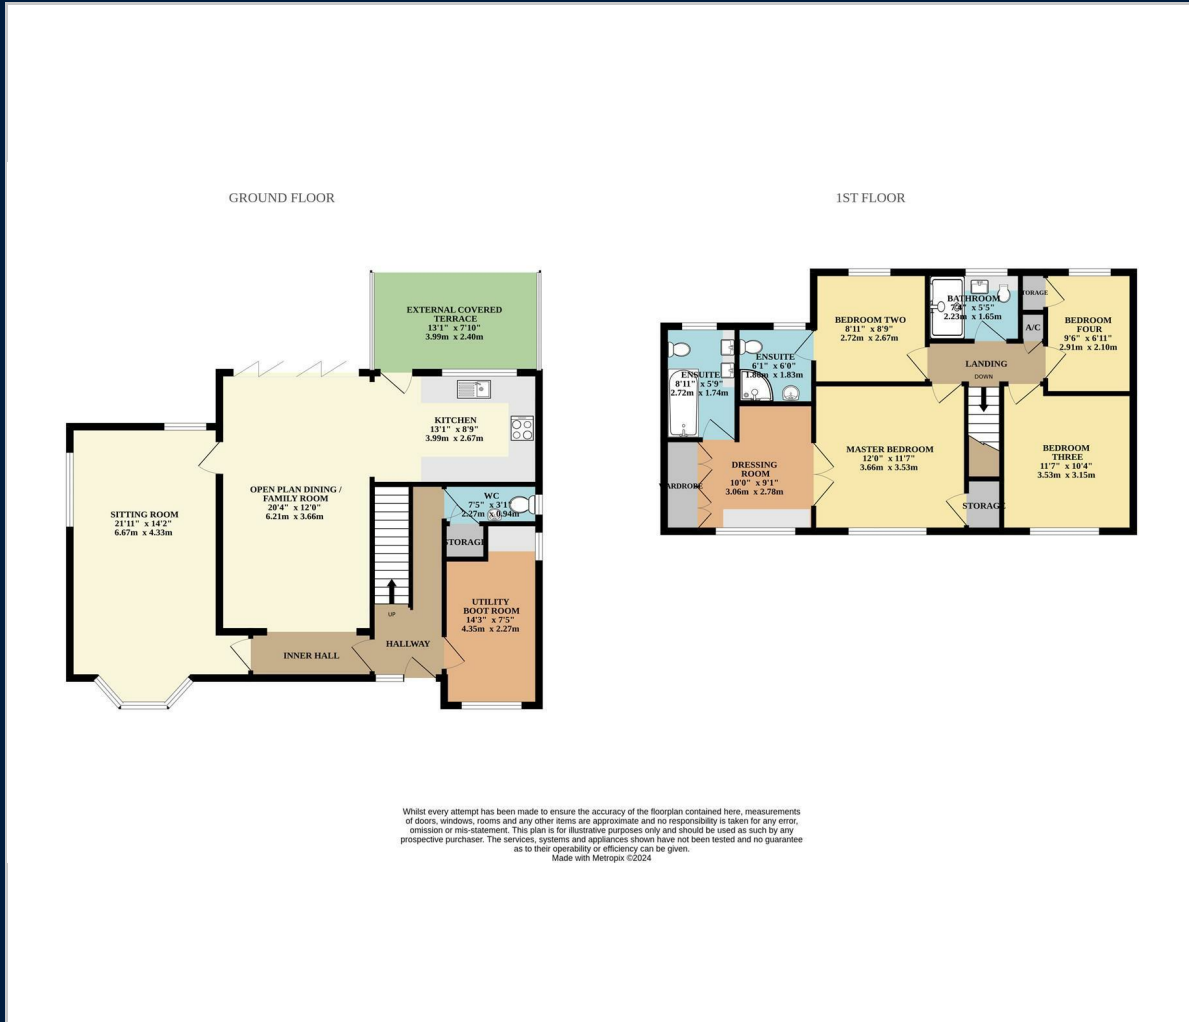 GROUND FLOOR
EXTERNAL COVERED
TERRACE
13'1" x 7'10"
3.99m x 2.40m
KITCHEN
13'1" x 8'9"
3.99m x 2.67m
OPEN PLAN DINING /
FAMILY ROOM
20'4" x 12'0"
6.21m x 3.66m
SITTING ROOM
21'11" x 14'2"
6.67m x 4.33m
WC
7'5" x 3'1"
2.27m x 0.94m
STORAGE
UTILITY
BOOT ROOM
14'3" x 7'5"
4.35m x 2.27m
UP
HALLWAY
INNER HALL
1ST FLOOR
BEDROOM TWO
8'11" x 8'9"
2.72m x 2.67m
BATHROOM
7'4" x 5'5"
2.23m x 1.65m
STORAGE
A/C
BEDROOM
FOUR
9'6" x 6'11"
2.91m x 2.10m
ENSUITE
8'11" x 5'9"
2.72m x 1.74m
ENSUITE
6'1" x 6'0"
x 1.83m
LANDING
DOWN
WARDROBE
DRESSING
ROOM
10'0" x 9'1"
3.06m x 2.78m
MASTER BEDROOM
12'0" x 11'7"
3.66m x 3.53m
STORAGE
BEDROOM
THREE
11'7" x 10'4"
3.53m x 3.15m
Whilst every attempt has been made to ensure the accuracy of the floorplan contained here, measurements
of doors, windows, rooms and any other items are approximate and no responsibility is taken for any error,
omission or mis-statement. This plan is for illustrative purposes only and should be used as such by any
prospective purchaser. The services, systems and appliances shown have not been tested and no guarantee
as to their operability or efficiency can be given.
Made with Metropix ©2024